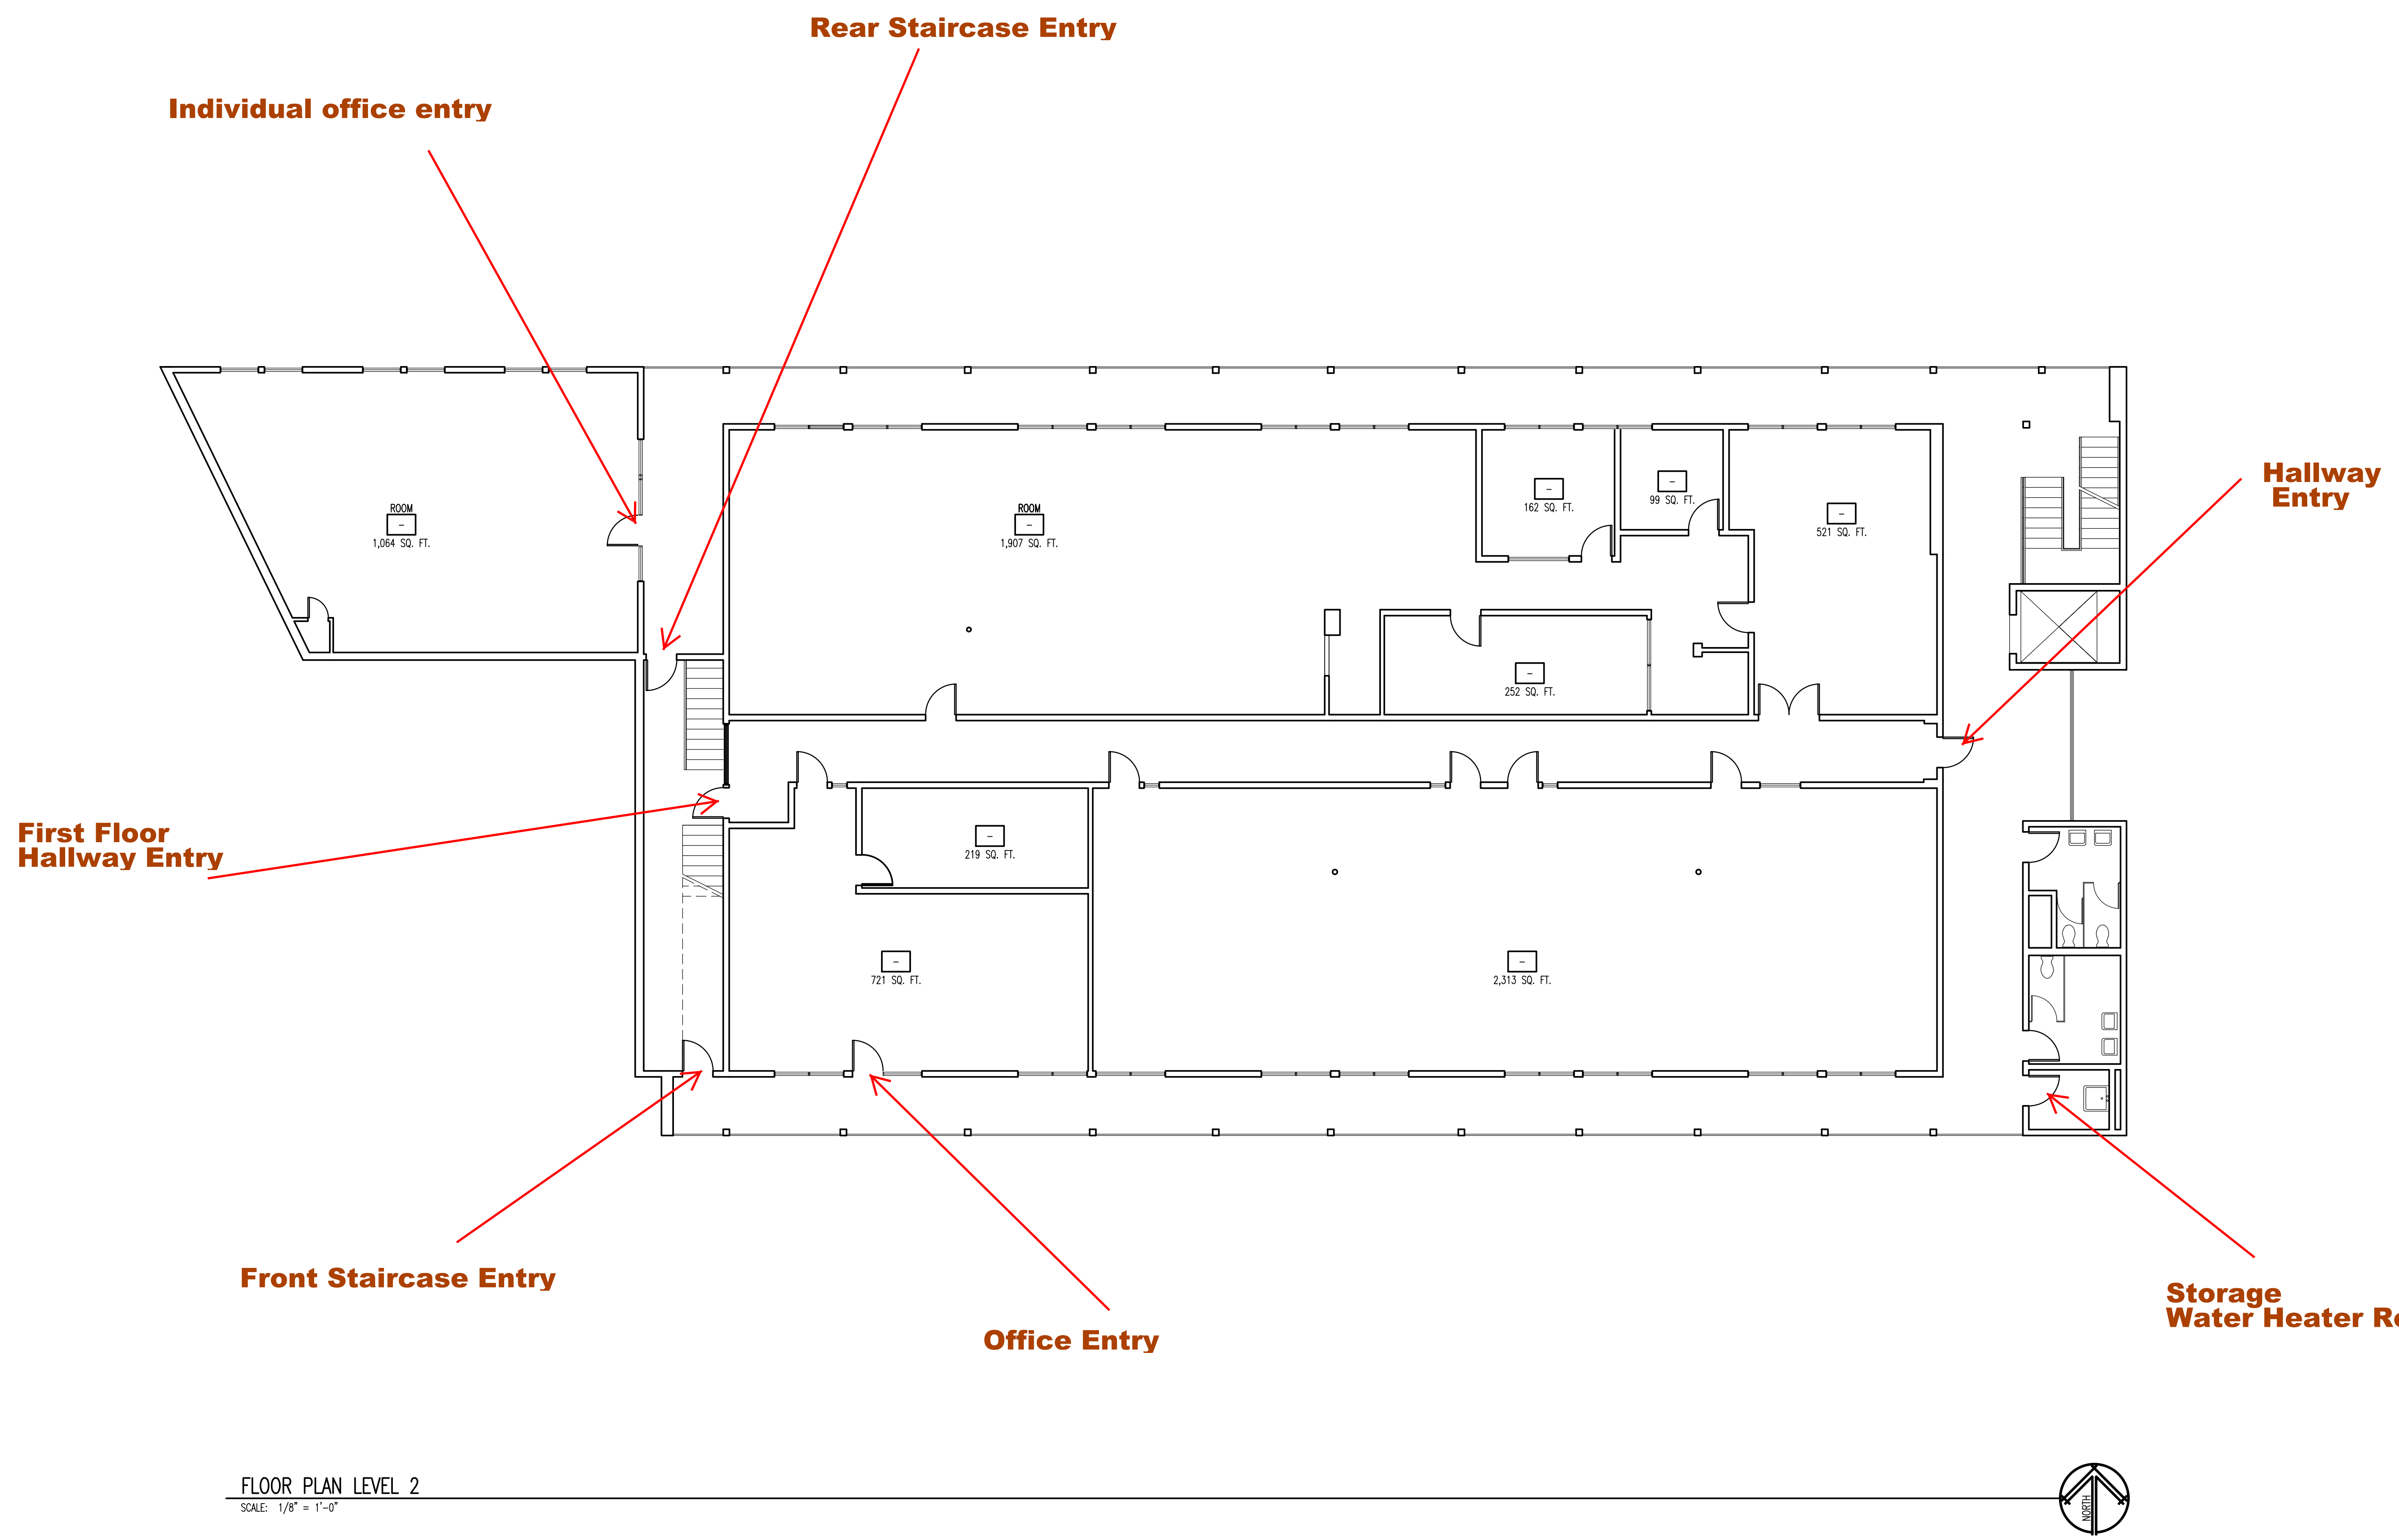 Rear Staircase Entry
Individual office entry
Hallway
Entry
ROOM
-
1,064 SQ. FT.
ROOM
-
1,907 SQ. FT.
-
162 SQ. FT.
-
99 SQ. FT.
-
521 SQ. FT.
-
252 SQ. FT.
First Floor
Hallway Entry
-
219 SQ. FT.
-
721 SQ. FT.
-
2,313 SQ. FT.
Front Staircase Entry
Office Entry
Storage
Water Heater
FLOOR PLAN LEVEL 2
SCALE: 1/8" = 1'-0"
NORTH